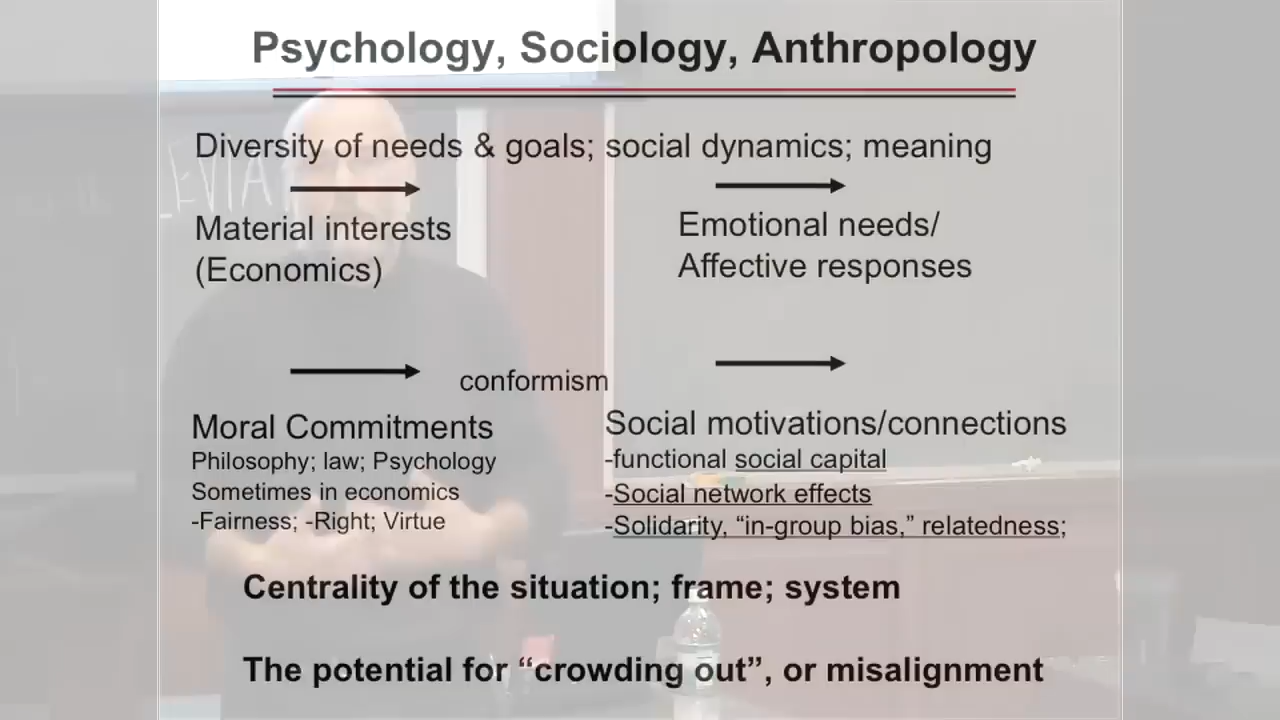 Psychology, Sociology, Anthropology
Diversity of needs & goals; social dynamics; meaning
Material interests
(Economics)
Emotional needs/
Affective responses
conformism
Moral Commitments
Philosophy; law; Psychology
Sometimes in economics
-Fairness; -Right; Virtue
Social motivations/connections
-functional social capital
-Social network effects
-Solidarity, “in-group bias,” relatedness;
Centrality of the situation; frame; system
The potential for “crowding out”, or misalignment